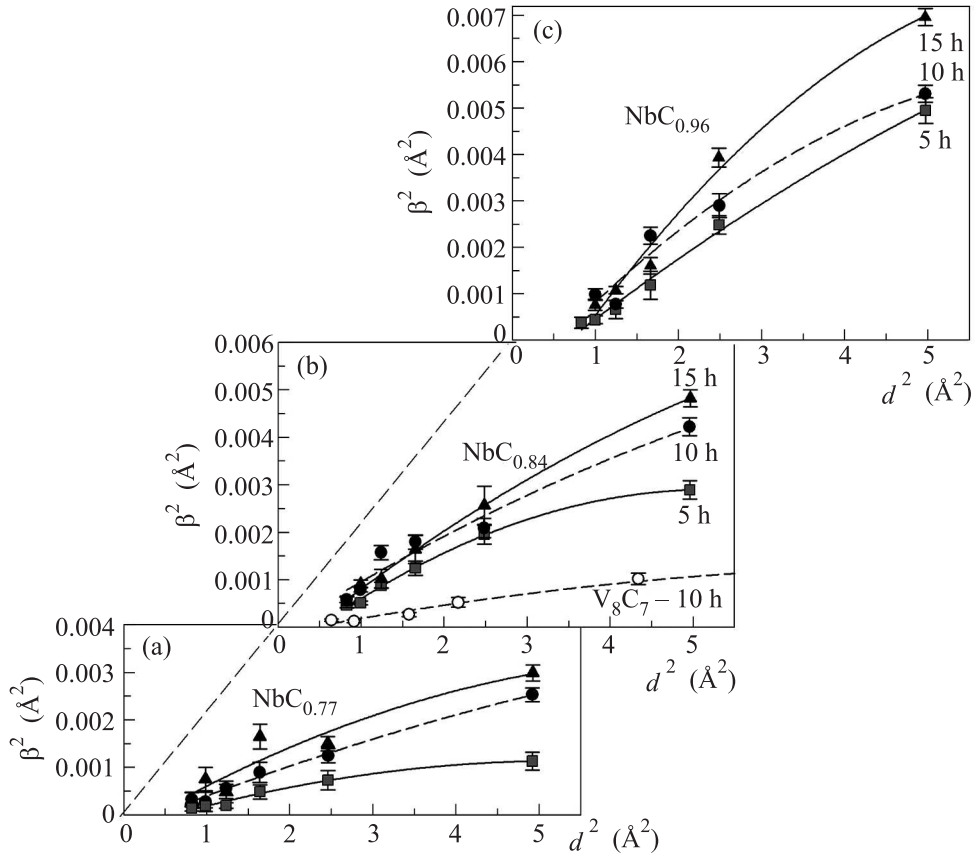 (c)
0.007
0.006
0.005
0.004
0.003
0.002
0.001
0
β² (Å²)
NbC₀.₉₆
15 h
10 h
5 h
0 1 2 3 4 5
d² (Å²)
(b)
0.006
0.005
0.004
0.003
0.002
0.001
0
β² (Å²)
NbC₀.₈₄
15 h
10 h
5 h
V₈C₇ – 10 h
0 1 2 3 4 5
d² (Å²)
(a)
0.004
0.003
0.002
0.001
0
β² (Å²)
NbC₀.₇₇
0 1 2 3 4 5
d² (Å²)